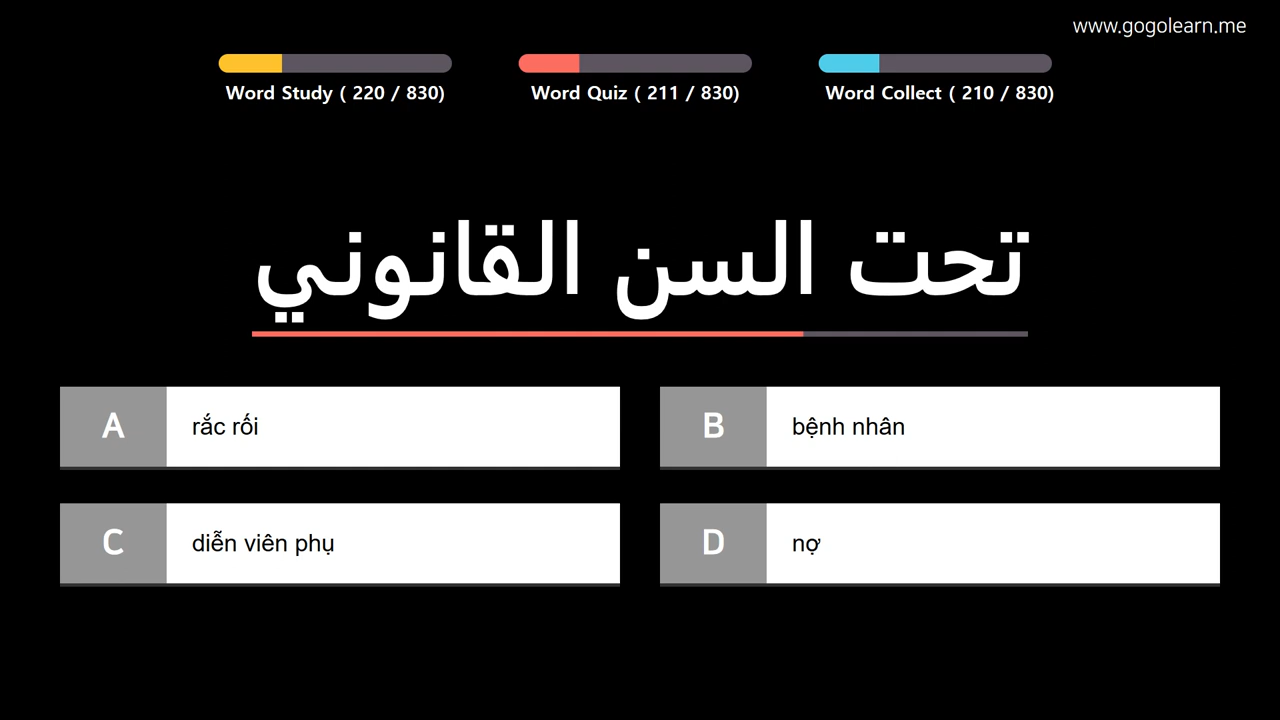 www.gogolearn.me
Word Study ( 220 / 830)
Word Quiz ( 211 / 830)
Word Collect ( 210 / 830)
تحت السن القانوني
A
rắc rối
B
bệnh nhân
C
diễn viên phụ
D
nợ